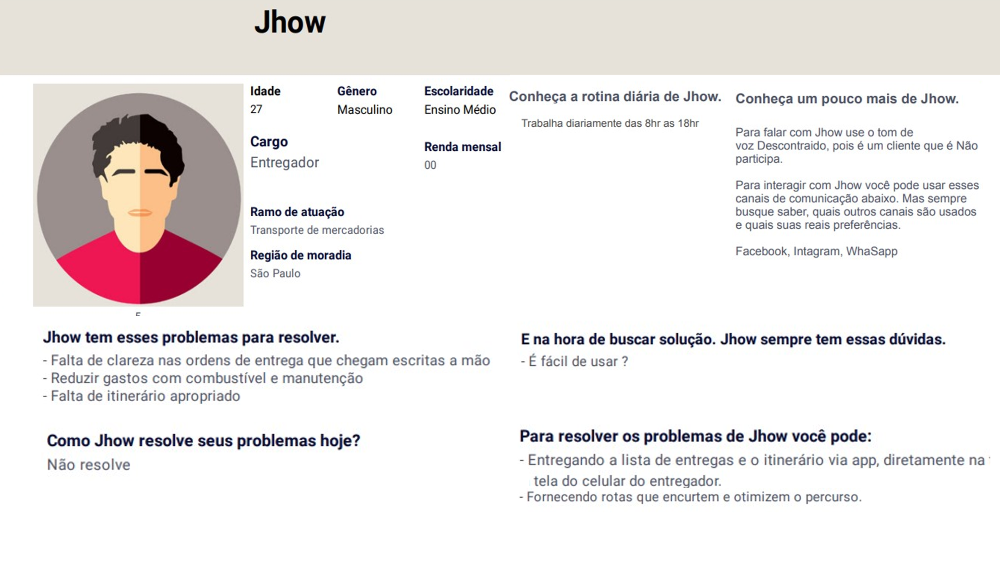 Jhow
Idade
27
Gênero
Masculino
Escolaridade
Ensino Médio
Cargo
Entregador
Renda mensal
00
Ramo de atuação
Transporte de mercadorias
Região de moradia
São Paulo
Conheça a rotina diária de Jhow.
Trabalha diariamente das 8hr as 18hr
Conheça um pouco mais de Jhow.
Para falar com Jhow use o tom de
voz Descontraido, pois é um cliente que é Não
participa.
Para interagir com Jhow você pode usar esses
canais de comunicação abaixo. Mas sempre
busque saber, quais outros canais são usados
e quais suas reais preferências.
Facebook, Intagram, WhaSapp
Jhow tem esses problemas para resolver.
- Falta de clareza nas ordens de entrega que chegam escritas a mão
- Reduzir gastos com combustível e manutenção
- Falta de itinerário apropriado
E na hora de buscar solução. Jhow sempre tem essas dúvidas.
- É fácil de usar ?
Como Jhow resolve seus problemas hoje?
Não resolve
Para resolver os problemas de Jhow você pode:
- Entregando a lista de entregas e o itinerário via app, diretamente na
tela do celular do entregador.
- Fornecendo rotas que encurtem e otimizem o percurso.